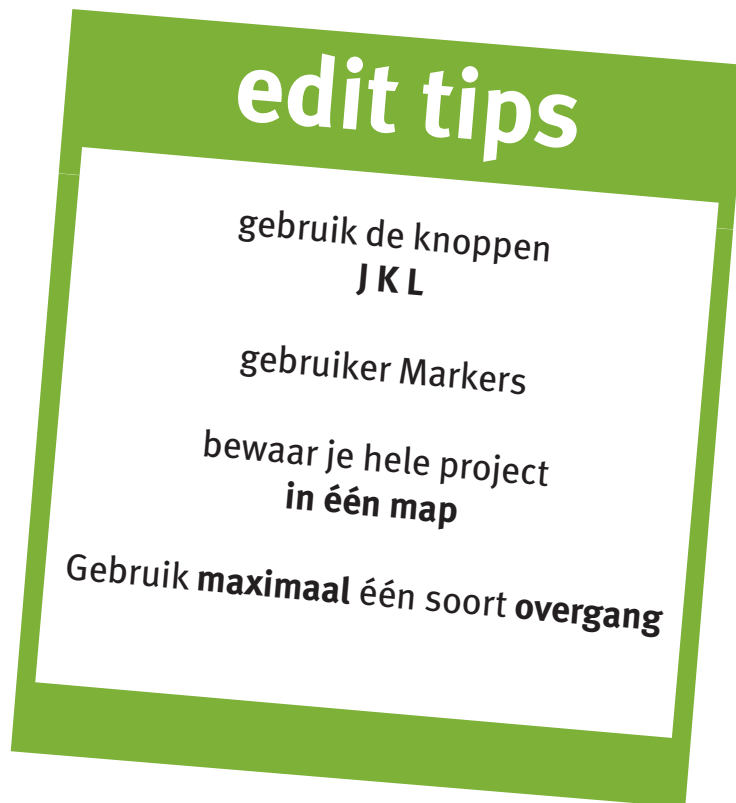 edit tips
gebruik de knoppen
J K L
gebruiker Markers
bewaar je hele project
in één map
Gebruik maximaal één soort overgang